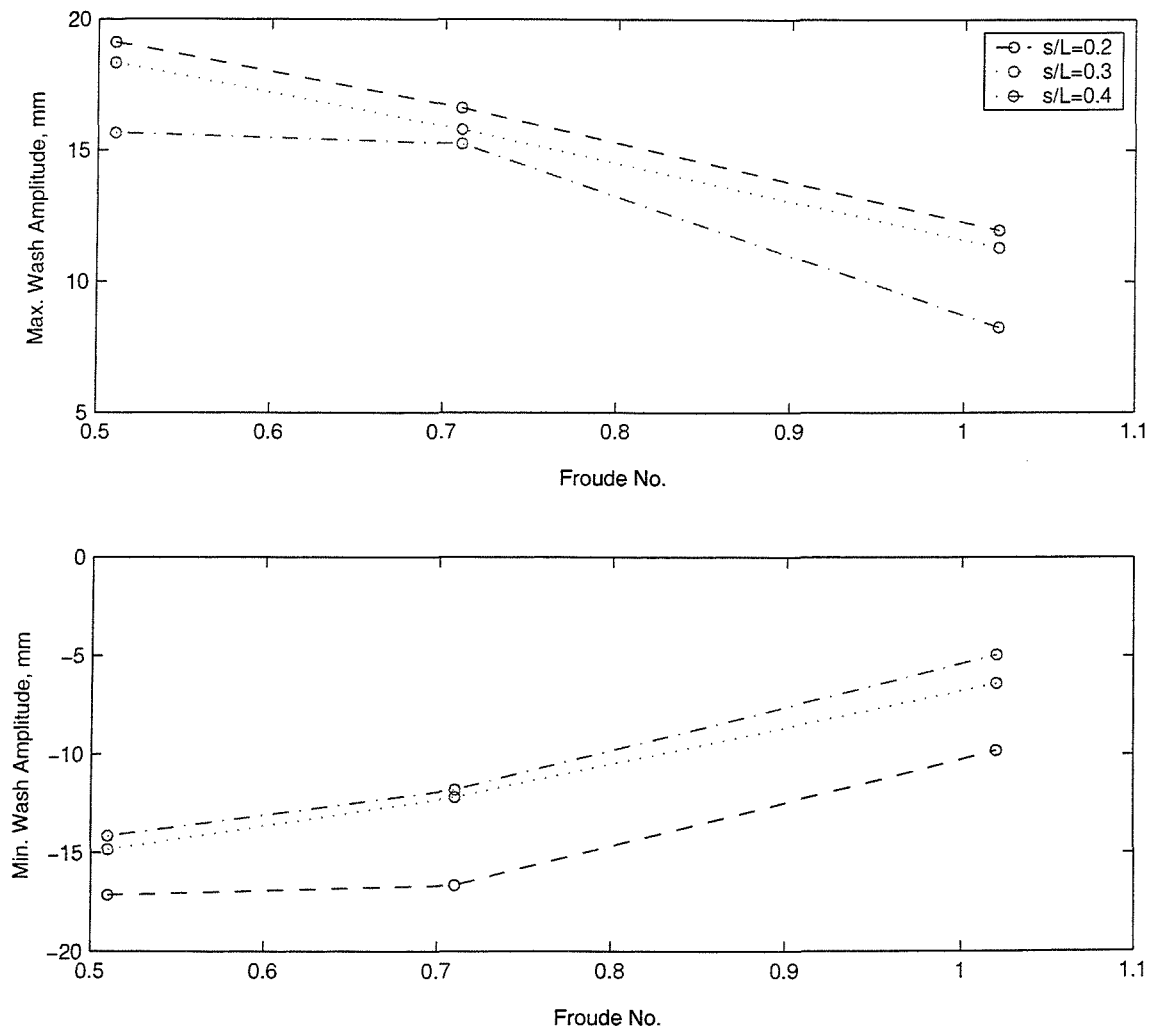 20
15
10
5
Max. Wash Amplitude, mm
0.5 0.6 0.7 0.8 0.9 1 1.1
Froude No.
s/L=0.2
s/L=0.3
s/L=0.4
0
-5
-10
-15
-20
Min. Wash Amplitude, mm
0.5 0.6 0.7 0.8 0.9 1 1.1
Froude No.